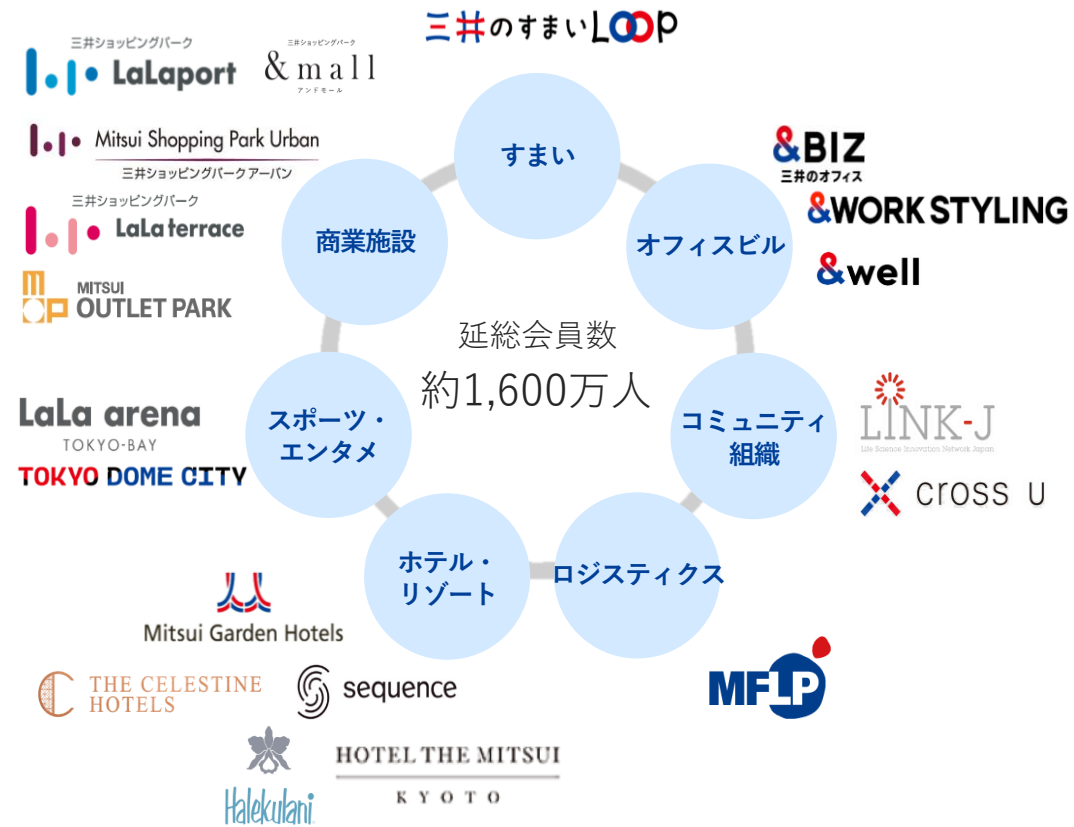 三井のすまいLOOP
三井ショッピングパーク
LaLaport
三井ショッピングパーク
&mall
アンドモール
Mitsui Shopping Park Urban
三井ショッピングパーク アーバン
三井ショッピングパーク
LaLa terrace
MITSUI
OUTLET PARK
mop
すまい
商業施設
オフィスビル
&BIZ
三井のオフィス
&WORK STYLING
&well
延総会員数
約1,600万人
スポーツ・
エンタメ
コミュニティ
組織
LaLa arena
TOKYO-BAY
TOKYO DOME CITY
LINK-J
Life Science Innovation Network Japan
cross U
ホテル・
リゾート
ロジスティクス
Mitsui Garden Hotels
THE CELESTINE
HOTELS
sequence
MFLP
Halekulani
HOTEL THE MITSUI
KYOTO